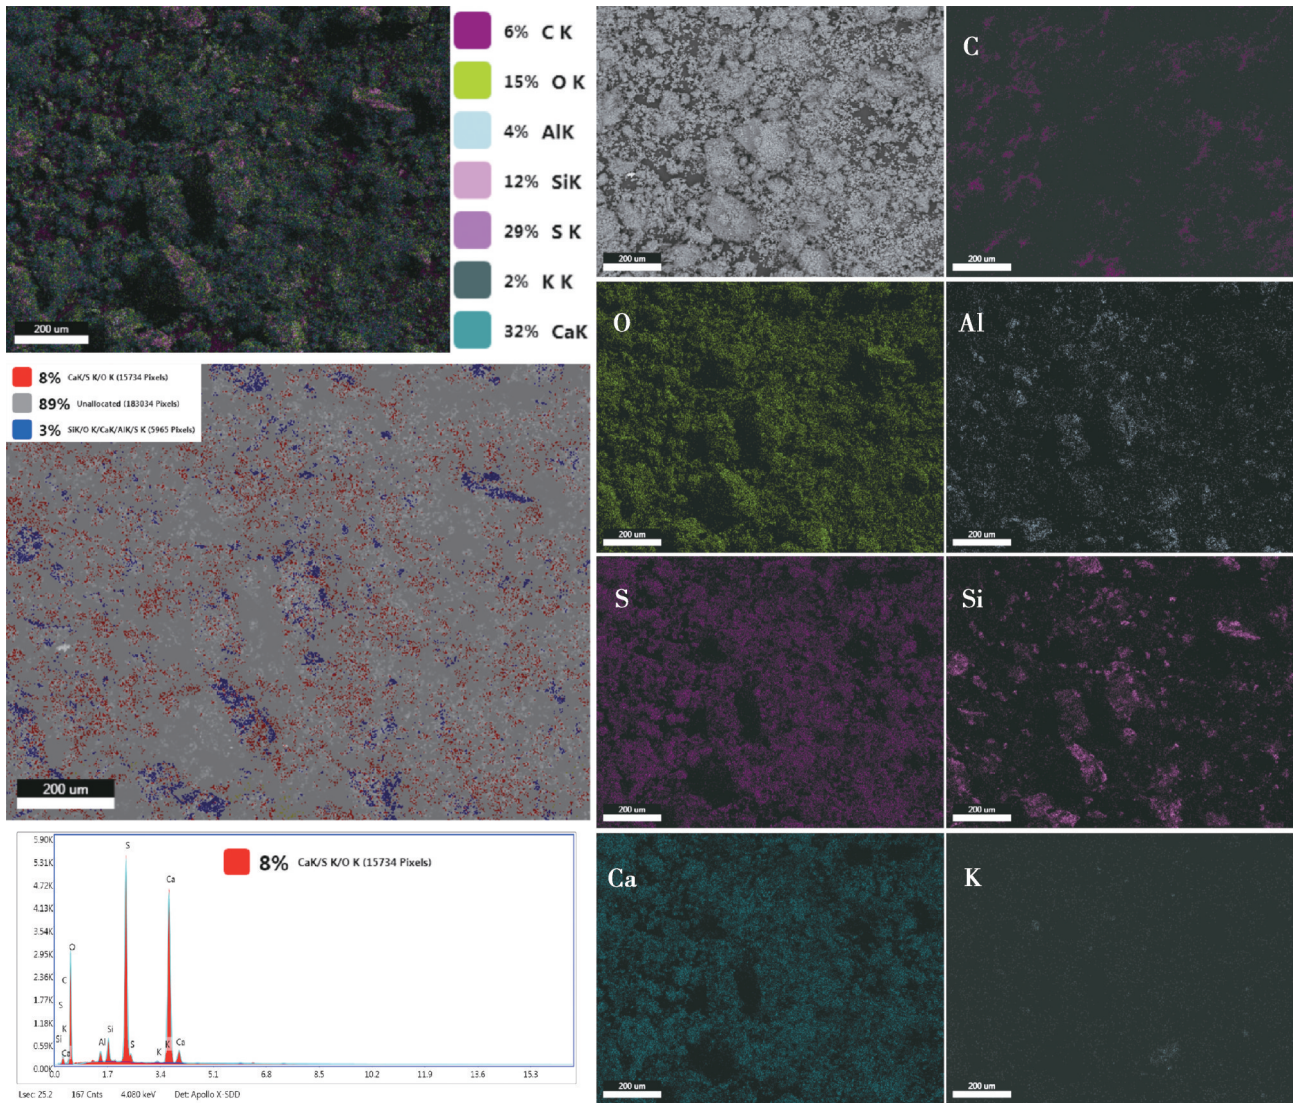 6% C K
15% O K
4% AlK
12% SiK
29% S K
2% K K
32% CaK
200 um
8% CaK/S K/O K (15734 Pixels)
89% Unallocated (183034 Pixels)
3% SiK/O K/CaK/AlK/S K (5965 Pixels)
200 um
5.90K
5.31K
4.72K
4.13K
3.54K
2.95K
2.36K
1.77K
1.18K
0.59K
0.00K
8% CaK/S K/O K (15734 Pixels)
S
Ca
O
C
S
K
Si
Ca
Al
Si
S
K
K
Ca
0.0 1.7 3.4 5.1 6.8 8.5 10.2 11.9 13.6 15.3
Lsec: 25.2 167 Cnts 4.080 keV Det: Apollo X-SDD
200 um
C
200 um
O
200 um
Al
200 um
S
200 um
Si
200 um
Ca
200 um
K
200 um